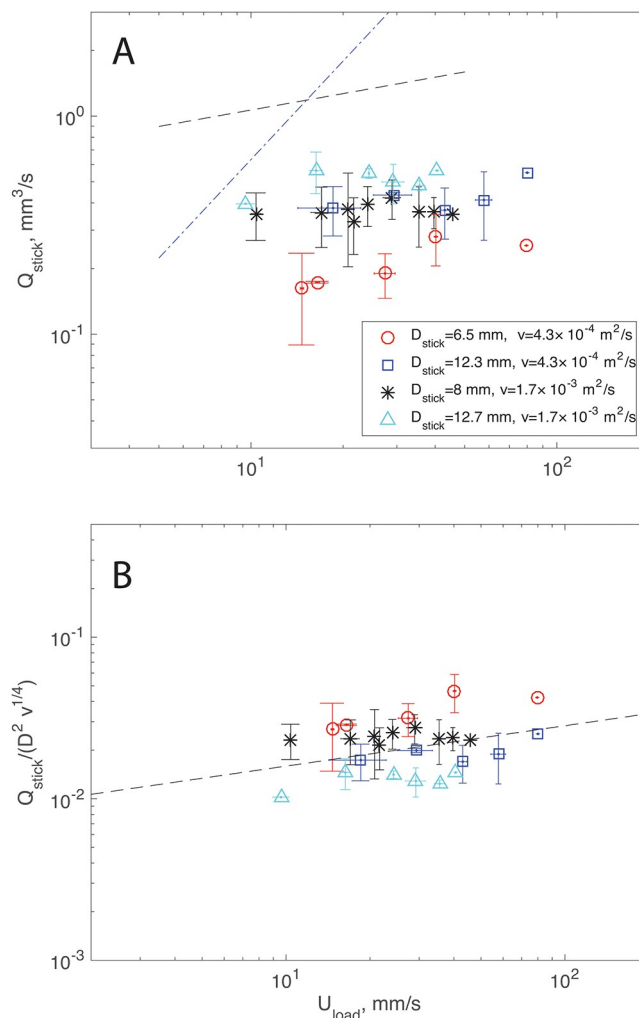 A
10^0
10^-1
Q_stick, mm^3/s
D_stick=6.5 mm, ν=4.3×10^-4 m^2/s
D_stick=12.3 mm, ν=4.3×10^-4 m^2/s
D_stick=8 mm, ν=1.7×10^-3 m^2/s
D_stick=12.7 mm, ν=1.7×10^-3 m^2/s
10^1 10^2
B
10^-1
10^-2
10^-3
Q_stick/(D^2 ν^1/4)
10^1 10^2
U_load, mm/s